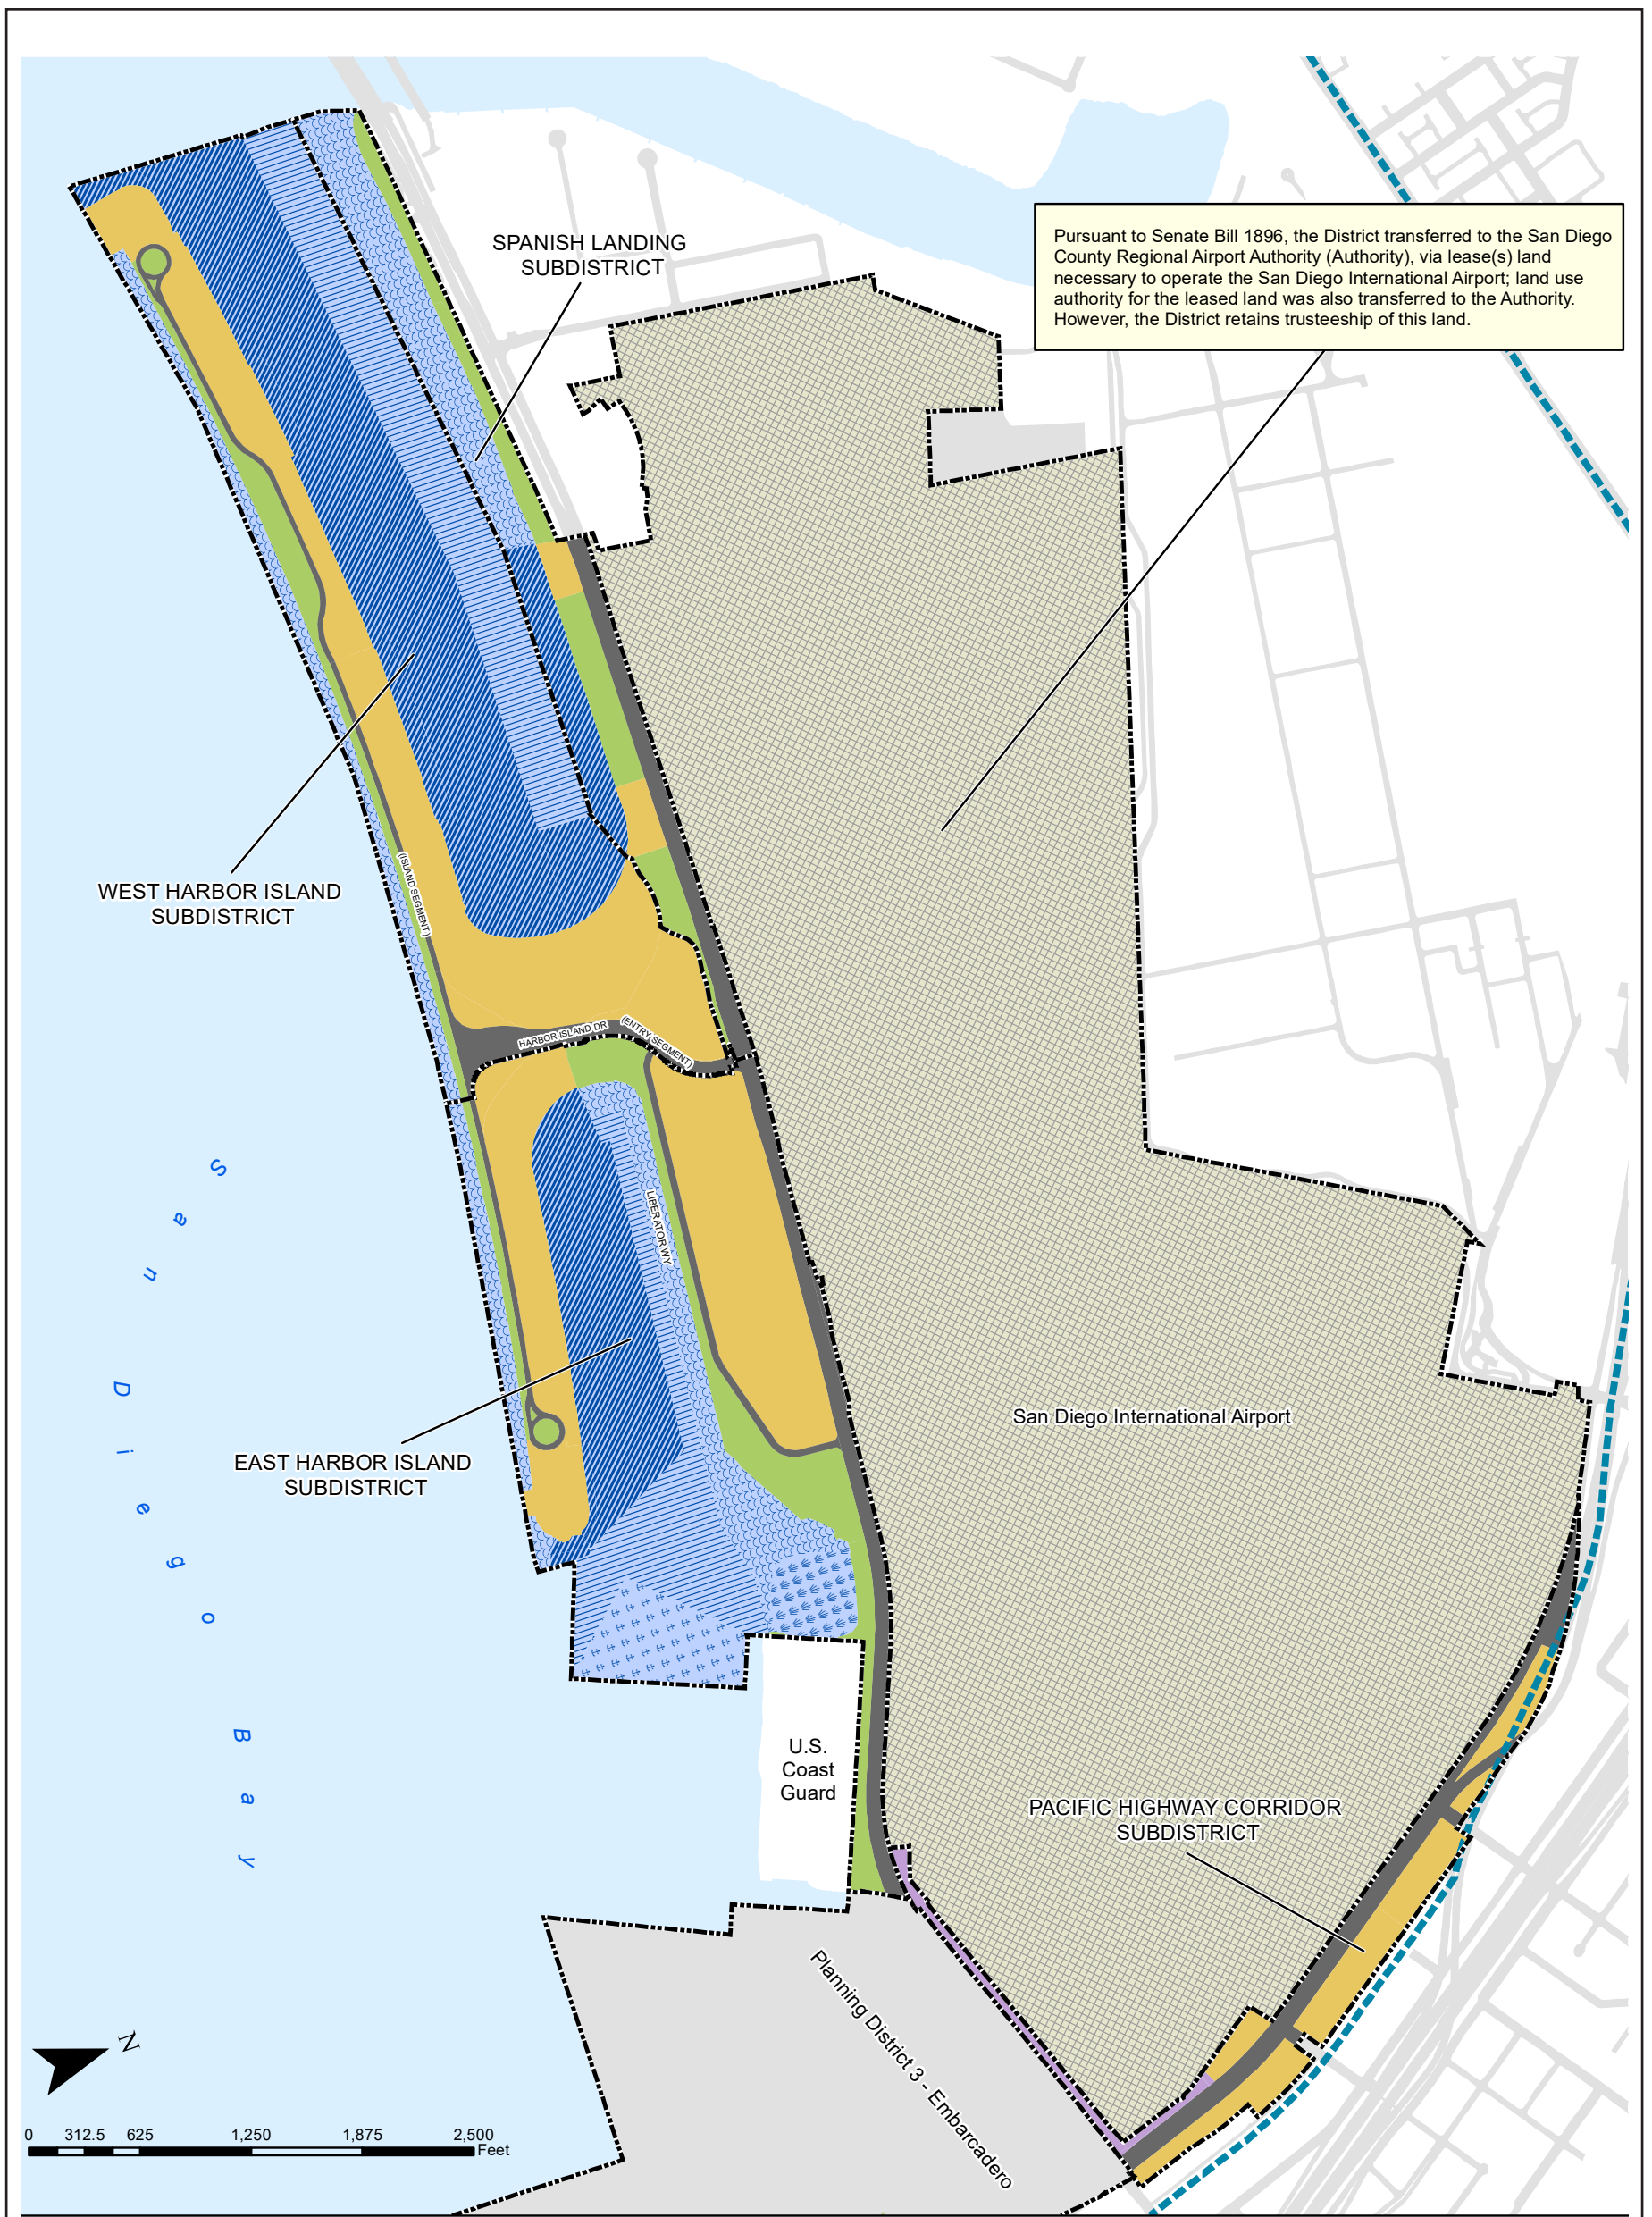 SPANISH LANDING
SUBDISTRICT
Pursuant to Senate Bill 1896, the District transferred to the San Diego
County Regional Airport Authority (Authority), via lease(s) land
necessary to operate the San Diego International Airport; land use
authority for the leased land was also transferred to the Authority.
However, the District retains trusteeship of this land.
WEST HARBOR ISLAND
SUBDISTRICT
(ISLAND SEGMENT)
HARBOR ISLAND DR
(ENTRY SEGMENT)
LIBERATOR WY
San Diego Bay
San Diego International Airport
EAST HARBOR ISLAND
SUBDISTRICT
U.S.
Coast
Guard
PACIFIC HIGHWAY CORRIDOR
SUBDISTRICT
Planning District 3 - Embarcadero
N
0 312.5 625 1,250 1,875 2,500
Feet